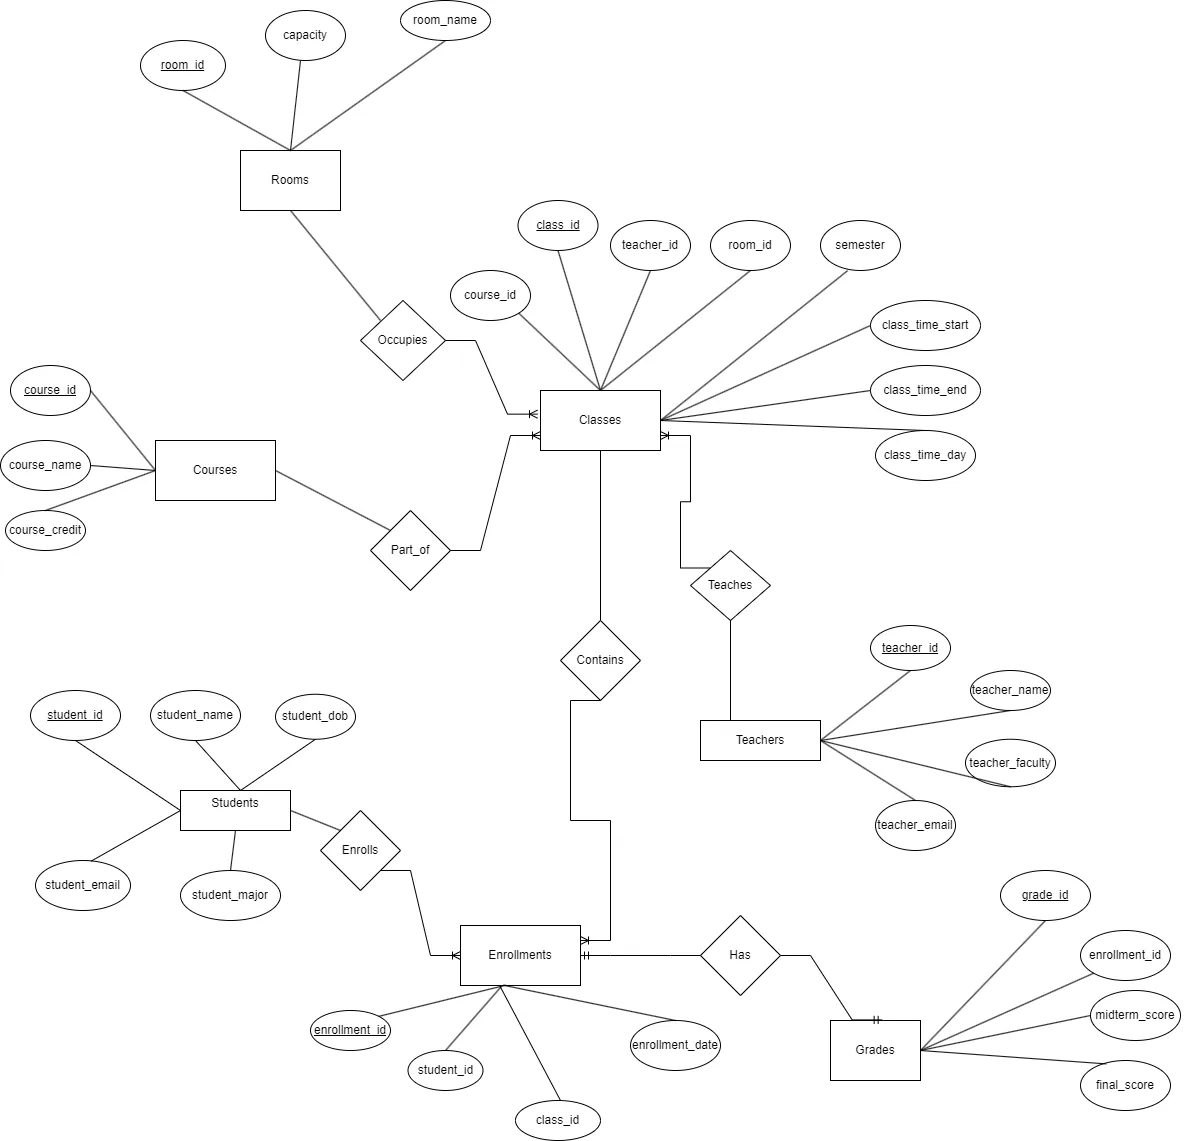 room_name
capacity
room_id
Rooms
class_id
teacher_id
room_id
semester
course_id
class_time_start
Occupies
class_time_end
course_id
Classes
class_time_day
course_name
Courses
course_credit
Part_of
Teaches
teacher_id
Contains
teacher_name
student_id
student_name
student_dob
Teachers
teacher_faculty
Students
teacher_email
Enrolls
student_email
student_major
grade_id
Enrollments
Has
enrollment_id
midterm_score
enrollment_id
enrollment_date
Grades
student_id
final_score
class_id